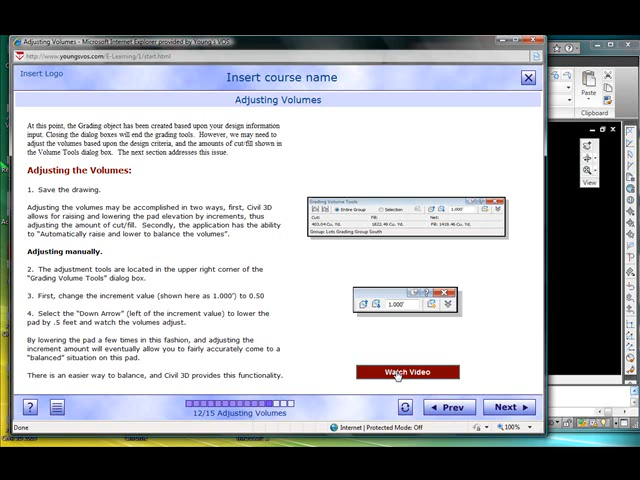 Adjusting Volumes - Microsoft Internet Explorer provided by Young's VOS
http://www.youngsvos.com/E-Learning/1/start.html
Insert Logo
Insert course name
Adjusting Volumes
At this point, the Grading object has been created based upon your design information
input. Closing the dialog boxes will end the grading tools. However, we may need to
adjust the volumes based upon the design criteria, and the amounts of cut/fill shown in
the Volume Tools dialog box. The next section addresses this issue.
Adjusting the Volumes:
1. Save the drawing.
Adjusting the volumes may be accomplished in two ways, first, Civil 3D
allows for raising and lowering the pad elevation by increments, thus
adjusting the amount of cut/fill. Secondly, the application has the ability
to "Automatically raise and lower to balance the volumes".
Adjusting manually.
2. The adjustment tools are located in the upper right corner of the
"Grading Volume Tools" dialog box.
3. First, change the increment value (shown here as 1.000') to 0.50
4. Select the "Down Arrow" (left of the increment value) to lower the
pad by .5 feet and watch the volumes adjust.
By lowering the pad a few times in this fashion, and adjusting the
increment amount will eventually allow you to fairly accurately come to a
"balanced" situation on this pad.
There is an easier way to balance, and Civil 3D provides this functionality.
Grading Volume Tools
Entire Group
Selection
1.000'
Cut:
Fill:
Net:
403.04 Cu. Yd.
1822.49 Cu. Yd.
Fill: 1419.46 Cu. Yd.
Group: Lots Grading Group South
1.000'
Watch Video
?
12/15 Adjusting Volumes
Prev
Next
Done
Internet | Protected Mode: Off
100%
Paste
Clipboard
View